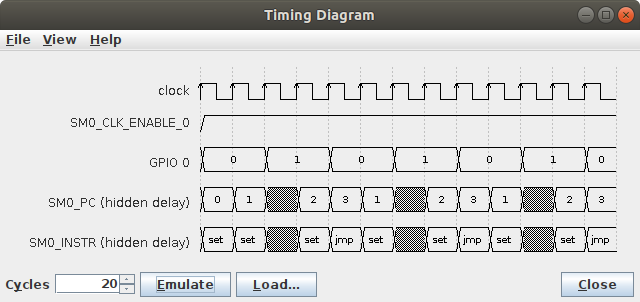 Timing Diagram
File View Help
clock
SM0_CLK_ENABLE_0
GPIO 0 0 1 0 1 0 1 0
SM0_PC (hidden delay) 0 1 2 3 1 2 3 1 2 3
SM0_INSTR (hidden delay) set set set jmp set set jmp set set jmp
Cycles 20 Emulate Load... Close